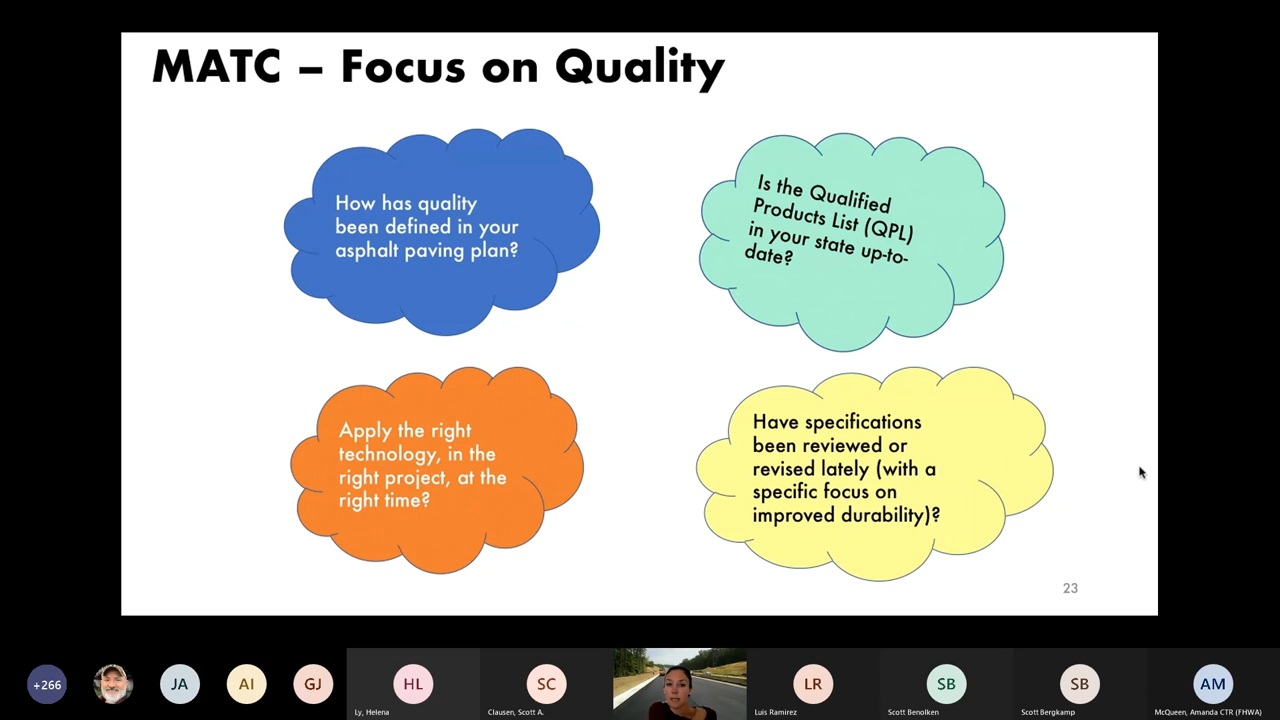 MATC – Focus on Quality
How has quality
been defined in your
asphalt paving plan?
Is the Qualified
Products List (QPL)
in your state up-to-
date?
Apply the right
technology, in the
right project, at the
right time?
Have specifications
been reviewed or
revised lately (with a
specific focus on
improved durability)?
23
+266
JA
AI
GJ
HL
Ly, Helena
SC
Clausen, Scott A.
LR
Luis Ramirez
SB
Scott Benolken
SB
Scott Bergkamp
AM
McQueen, Amanda CTR (FHWA)